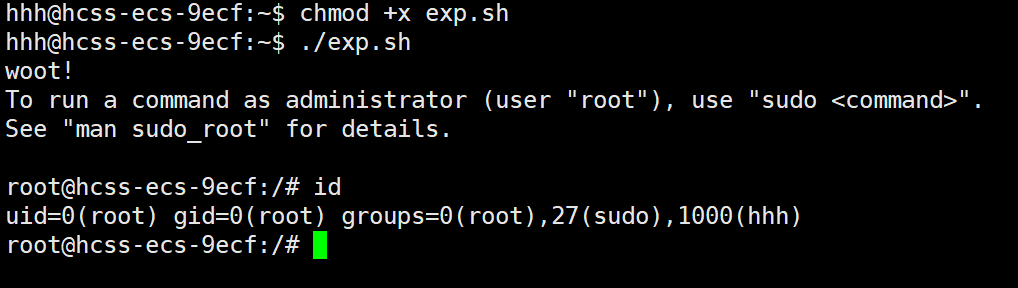 hhh@hcss-ecs-9ecf:~$ chmod +x exp.sh
hhh@hcss-ecs-9ecf:~$ ./exp.sh
woot!
To run a command as administrator (user "root"), use "sudo <command>".
See "man sudo_root" for details.
root@hcss-ecs-9ecf:/# id
uid=0(root) gid=0(root) groups=0(root),27(sudo),1000(hhh)
root@hcss-ecs-9ecf:/#